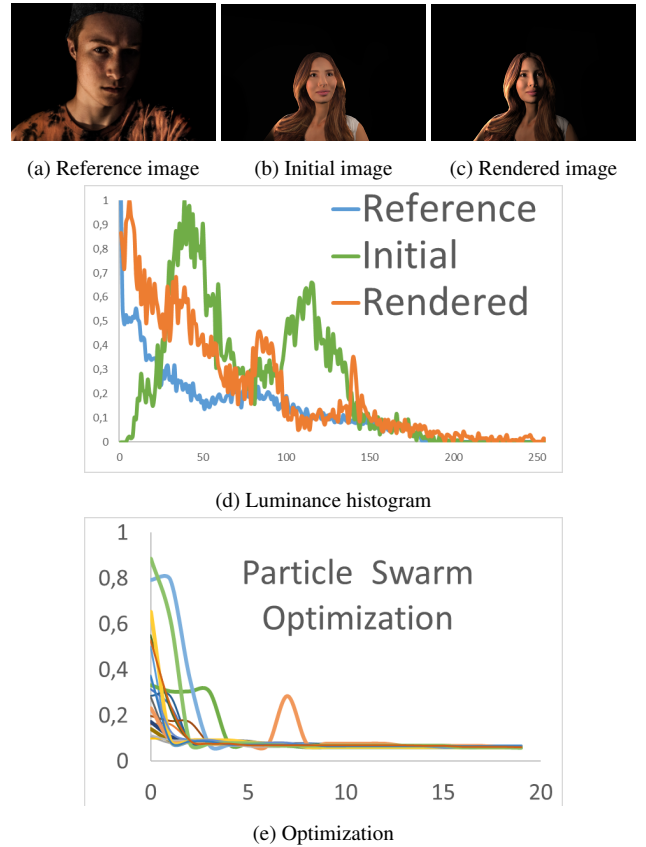 (a) Reference image
(b) Initial image
(c) Rendered image
1
0,9
0,8
0,7
0,6
0,5
0,4
0,3
0,2
0,1
0
0
50
100
150
200
250
Reference
Initial
Rendered
(d) Luminance histogram
1
0,8
0,6
0,4
0,2
0
0
5
10
15
20
Particle Swarm
Optimization
(e) Optimization